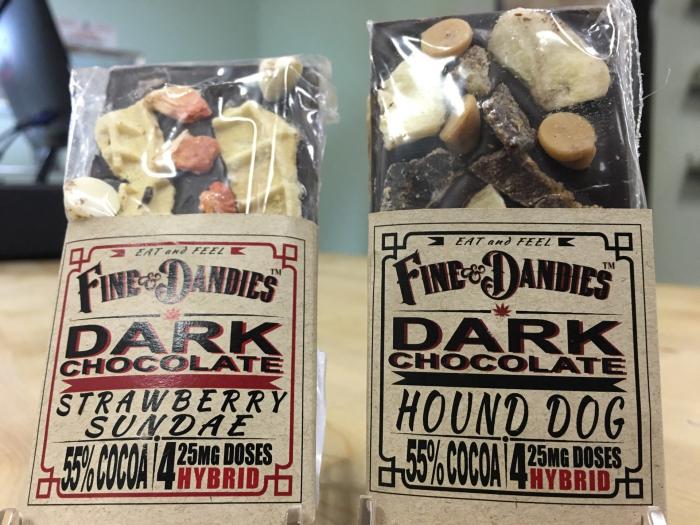 EAT and FEEL
FINE & DANDIES™
DARK
CHOCOLATE
STRAWBERRY
SUNDAE
55% COCOA 4 25MG DOSES
HYBRID
EAT and FEEL
FINE & DANDIES™
DARK
CHOCOLATE
HOUND DOG
55% COCOA 4 25MG DOSES
HYBRID